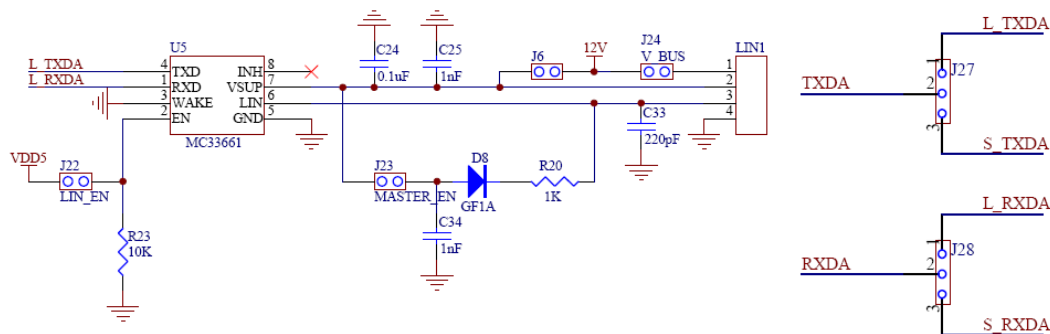 U5
L_TXDA
L_RXDA
4
1
3
2
TXD
RXD
WAKE
EN
INH
VSUP
LIN
GND
8
7
6
5
MC33661
VDD5
J22
LIN_EN
R23
10K
C24
0.1uF
C25
1nF
J6
12V
J24
V_BUS
LIN1
1
2
3
4
C33
220pF
J23
MASTER_EN
D8
GF1A
R20
1K
C34
1nF
L_TXDA
TXDA
1
2
3
J27
S_TXDA
L_RXDA
RXDA
1
2
3
J28
S_RXDA